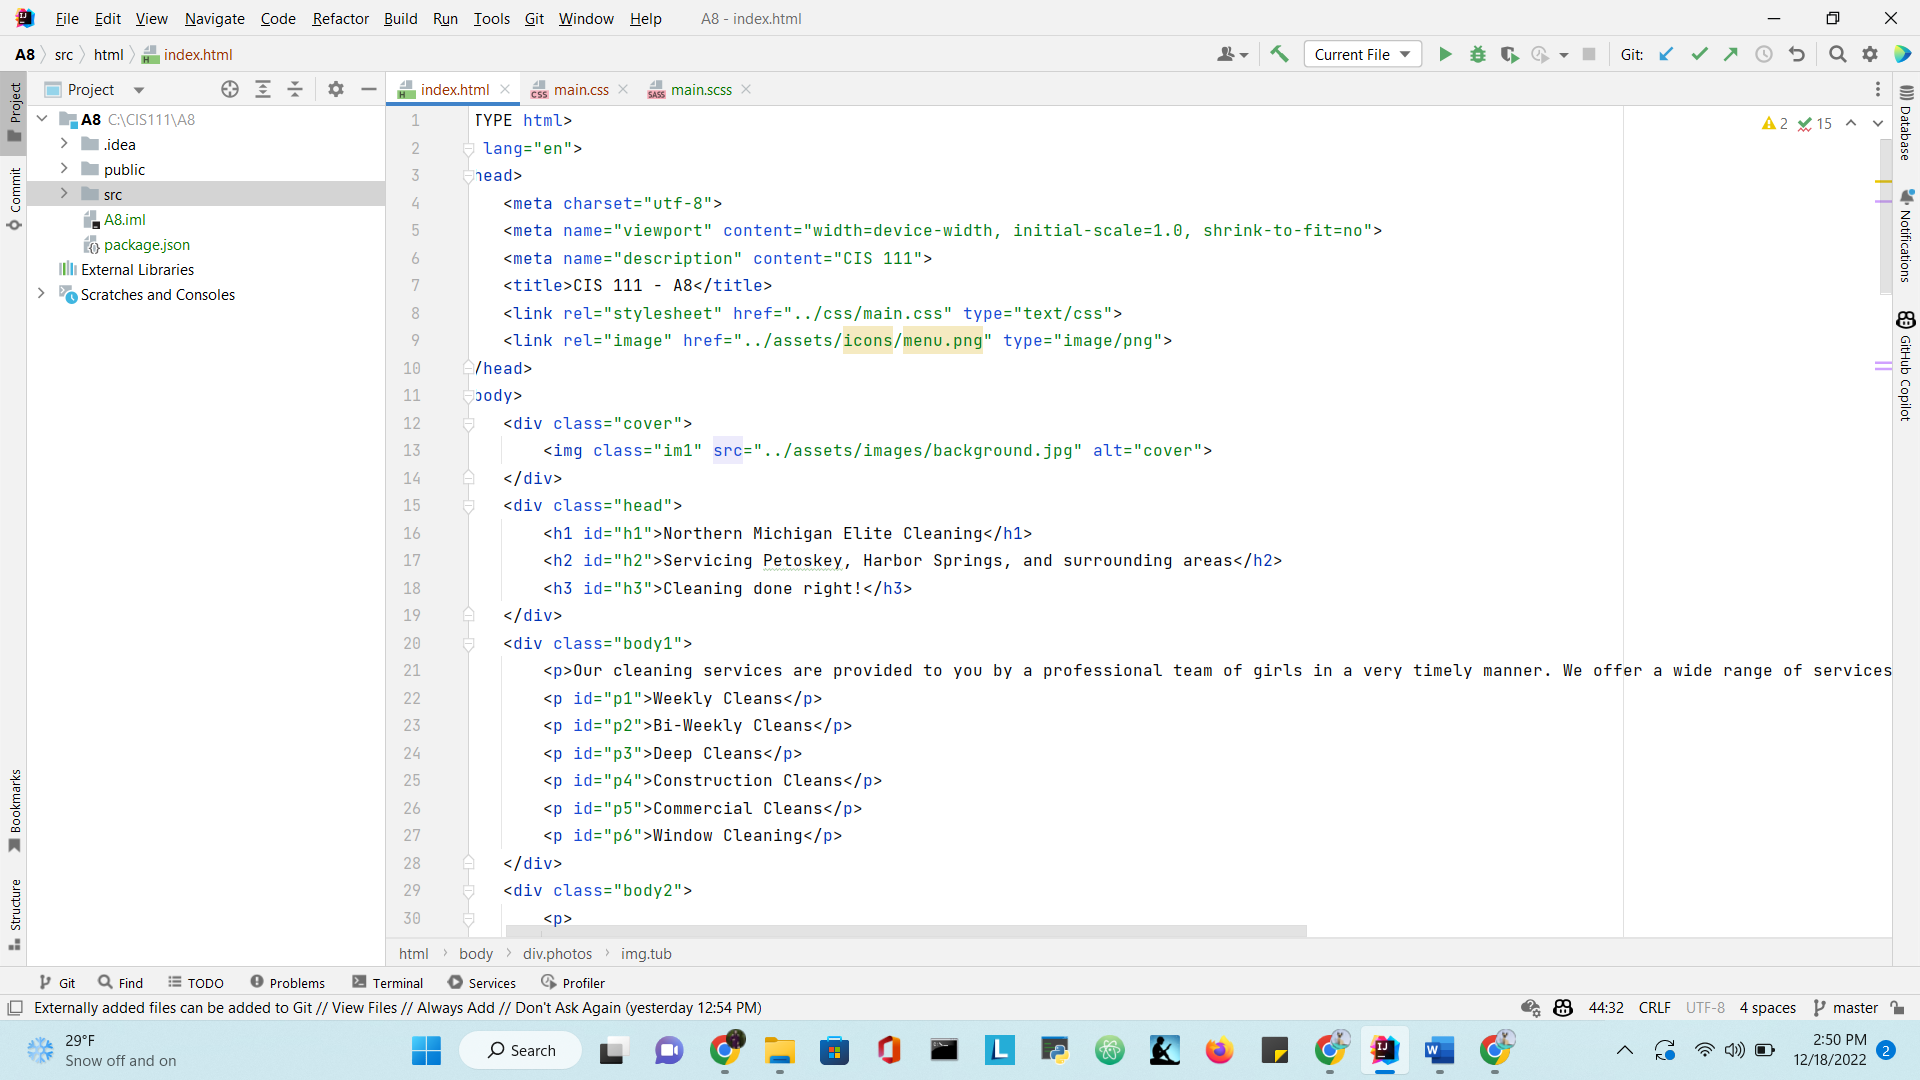 File Edit View Navigate Code Refactor Build Run Tools Git Window Help A8 - index.html
A8 src html index.html Current File Git:
Project
Project
index.html main.css main.scss
A8 C:\CIS111\A8
.idea
public
src
A8.iml
package.json
External Libraries
Scratches and Consoles
Commit
Bookmarks
Structure
2 15
1 TYPE html>
2 lang="en">
3 head>
4 <meta charset="utf-8">
5 <meta name="viewport" content="width=device-width, initial-scale=1.0, shrink-to-fit=no">
6 <meta name="description" content="CIS 111">
7 <title>CIS 111 - A8</title>
8 <link rel="stylesheet" href="../css/main.css" type="text/css">
9 <link rel="image" href="../assets/icons/menu.png" type="image/png">
10 /head>
11 body>
12 <div class="cover">
13 <img class="im1" src="../assets/images/background.jpg" alt="cover">
14 </div>
15 <div class="head">
16 <h1 id="h1">Northern Michigan Elite Cleaning</h1>
17 <h2 id="h2">Servicing Petoskey, Harbor Springs, and surrounding areas</h2>
18 <h3 id="h3">Cleaning done right!</h3>
19 </div>
20 <div class="body1">
21 <p>Our cleaning services are provided to you by a professional team of girls in a very timely manner. We offer a wide range of services
22 <p id="p1">Weekly Cleans</p>
23 <p id="p2">Bi-Weekly Cleans</p>
24 <p id="p3">Deep Cleans</p>
25 <p id="p4">Construction Cleans</p>
26 <p id="p5">Commercial Cleans</p>
27 <p id="p6">Window Cleaning</p>
28 </div>
29 <div class="body2">
30 <p>
Database
Notifications
GitHub Copilot
html body div.photos img.tub
Git Find TODO Problems Terminal Services Profiler
Externally added files can be added to Git // View Files // Always Add // Don't Ask Again (yesterday 12:54 PM) 44:32 CRLF UTF-8 4 spaces master
29°F
Snow off and on
Search
2:50 PM
12/18/2022
2